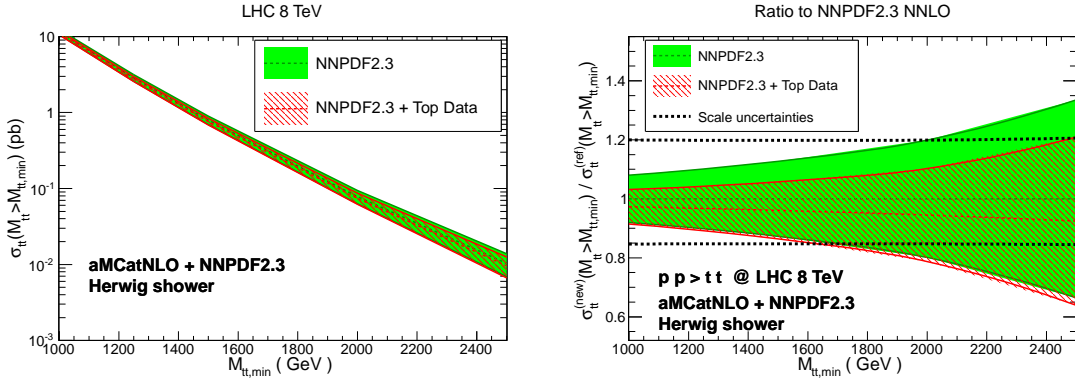 LHC 8 TeV
σtt(Mtt>Mtt,min) (pb)
10
1
10-1
10-2
10-3
NNPDF2.3
NNPDF2.3 + Top Data
aMCatNLO + NNPDF2.3
Herwig shower
1000 1200 1400 1600 1800 2000 2200 2400
Mtt,min ( GeV )
Ratio to NNPDF2.3 NNLO
σtt(new)(Mtt>Mtt,min) / σtt(ref)(Mtt>Mtt,min)
1.4
1.2
1
0.8
0.6
NNPDF2.3
NNPDF2.3 + Top Data
Scale uncertainties
p p > t t @ LHC 8 TeV
aMCatNLO + NNPDF2.3
Herwig shower
1000 1200 1400 1600 1800 2000 2200 2400
Mtt,min ( GeV )